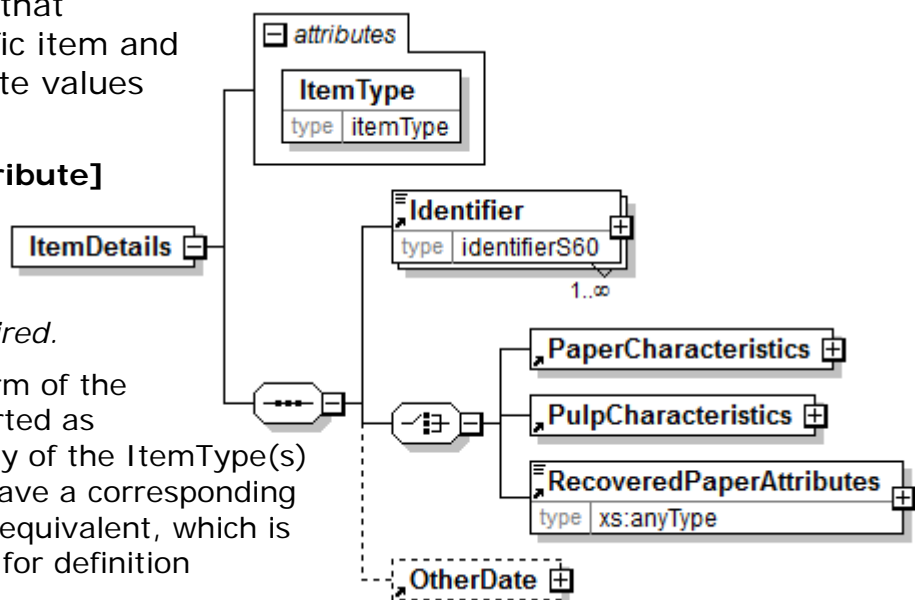 that
ic item and
te values
ribute]
ired.
rm of the
rted as
y of the ItemType(s)
ave a corresponding
equivalent, which is
for definition
attributes
ItemType
type itemType
ItemDetails
Identifier
type identifierS60
1..∞
PaperCharacteristics
PulpCharacteristics
RecoveredPaperAttributes
type xs:anyType
OtherDate